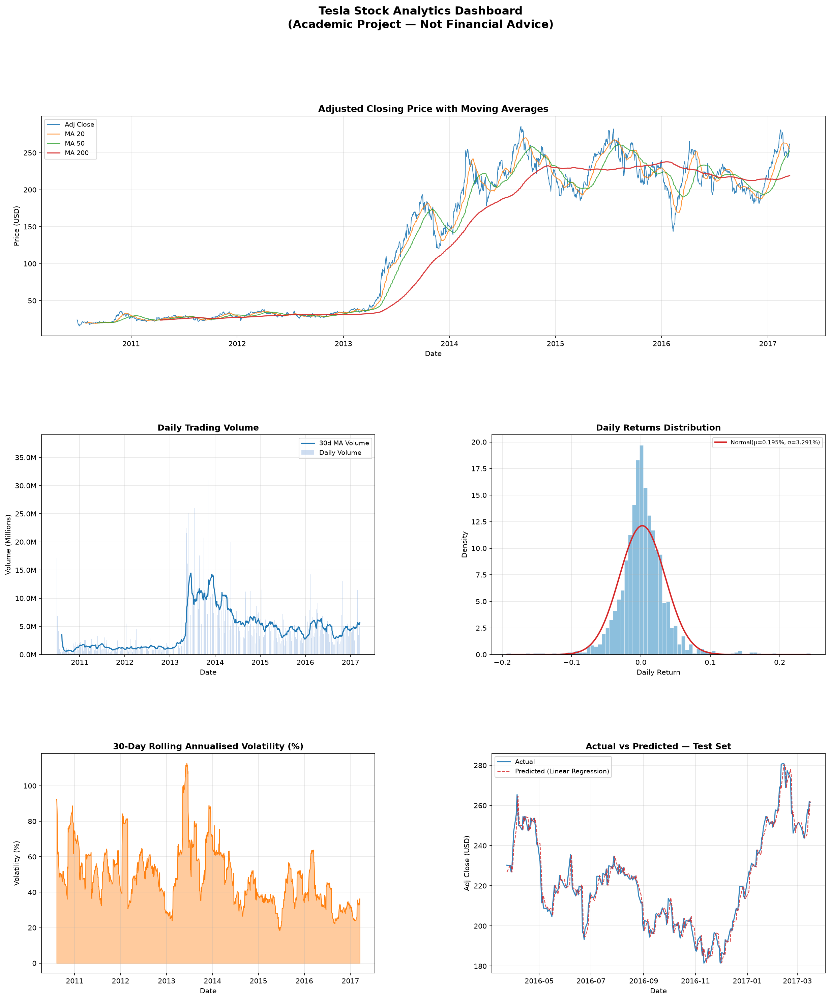 Tesla Stock Analytics Dashboard
(Academic Project — Not Financial Advice)
Adjusted Closing Price with Moving Averages
Adj Close
MA 20
MA 50
MA 200
Price (USD)
250
200
150
100
50
2011 2012 2013 2014 2015 2016 2017
Date
Daily Trading Volume
30d MA Volume
Daily Volume
Volume (Millions)
35.0M
30.0M
25.0M
20.0M
15.0M
10.0M
5.0M
0.0M
2011 2012 2013 2014 2015 2016 2017
Date
Daily Returns Distribution
Normal(μ=0.195%, σ=3.291%)
Density
20.0
17.5
15.0
12.5
10.0
7.5
5.0
2.5
0.0
−0.2 −0.1 0.0 0.1 0.2
Daily Return
30-Day Rolling Annualised Volatility (%)
Volatility (%)
100
80
60
40
20
0
2011 2012 2013 2014 2015 2016 2017
Date
Actual vs Predicted — Test Set
Actual
Predicted (Linear Regression)
Adj Close (USD)
280
260
240
220
200
180
2016-05 2016-07 2016-09 2016-11 2017-01 2017-03
Date